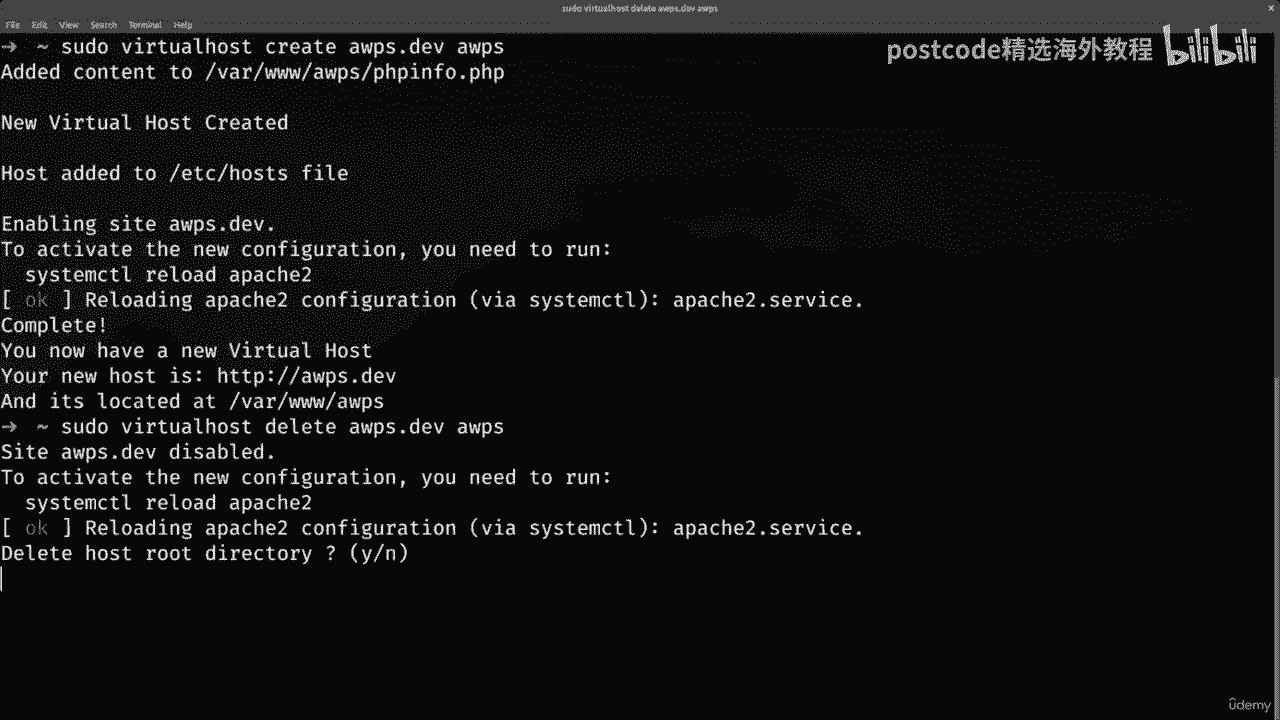 sudo virtualhost delete awps.dev awps
×
File Edit View Search Terminal Help
→ ~ sudo virtualhost create awps.dev awps
Added content to /var/www/awps/phpinfo.php
New Virtual Host Created
Host added to /etc/hosts file
Enabling site awps.dev.
To activate the new configuration, you need to run:
systemctl reload apache2
[ ok ] Reloading apache2 configuration (via systemctl): apache2.service.
Complete!
You now have a new Virtual Host
Your new host is: http://awps.dev
And its located at /var/www/awps
→ ~ sudo virtualhost delete awps.dev awps
Site awps.dev disabled.
To activate the new configuration, you need to run:
systemctl reload apache2
[ ok ] Reloading apache2 configuration (via systemctl): apache2.service.
Delete host root directory ? (y/n)
postcode精选海外教程 bilibili
ûdemy